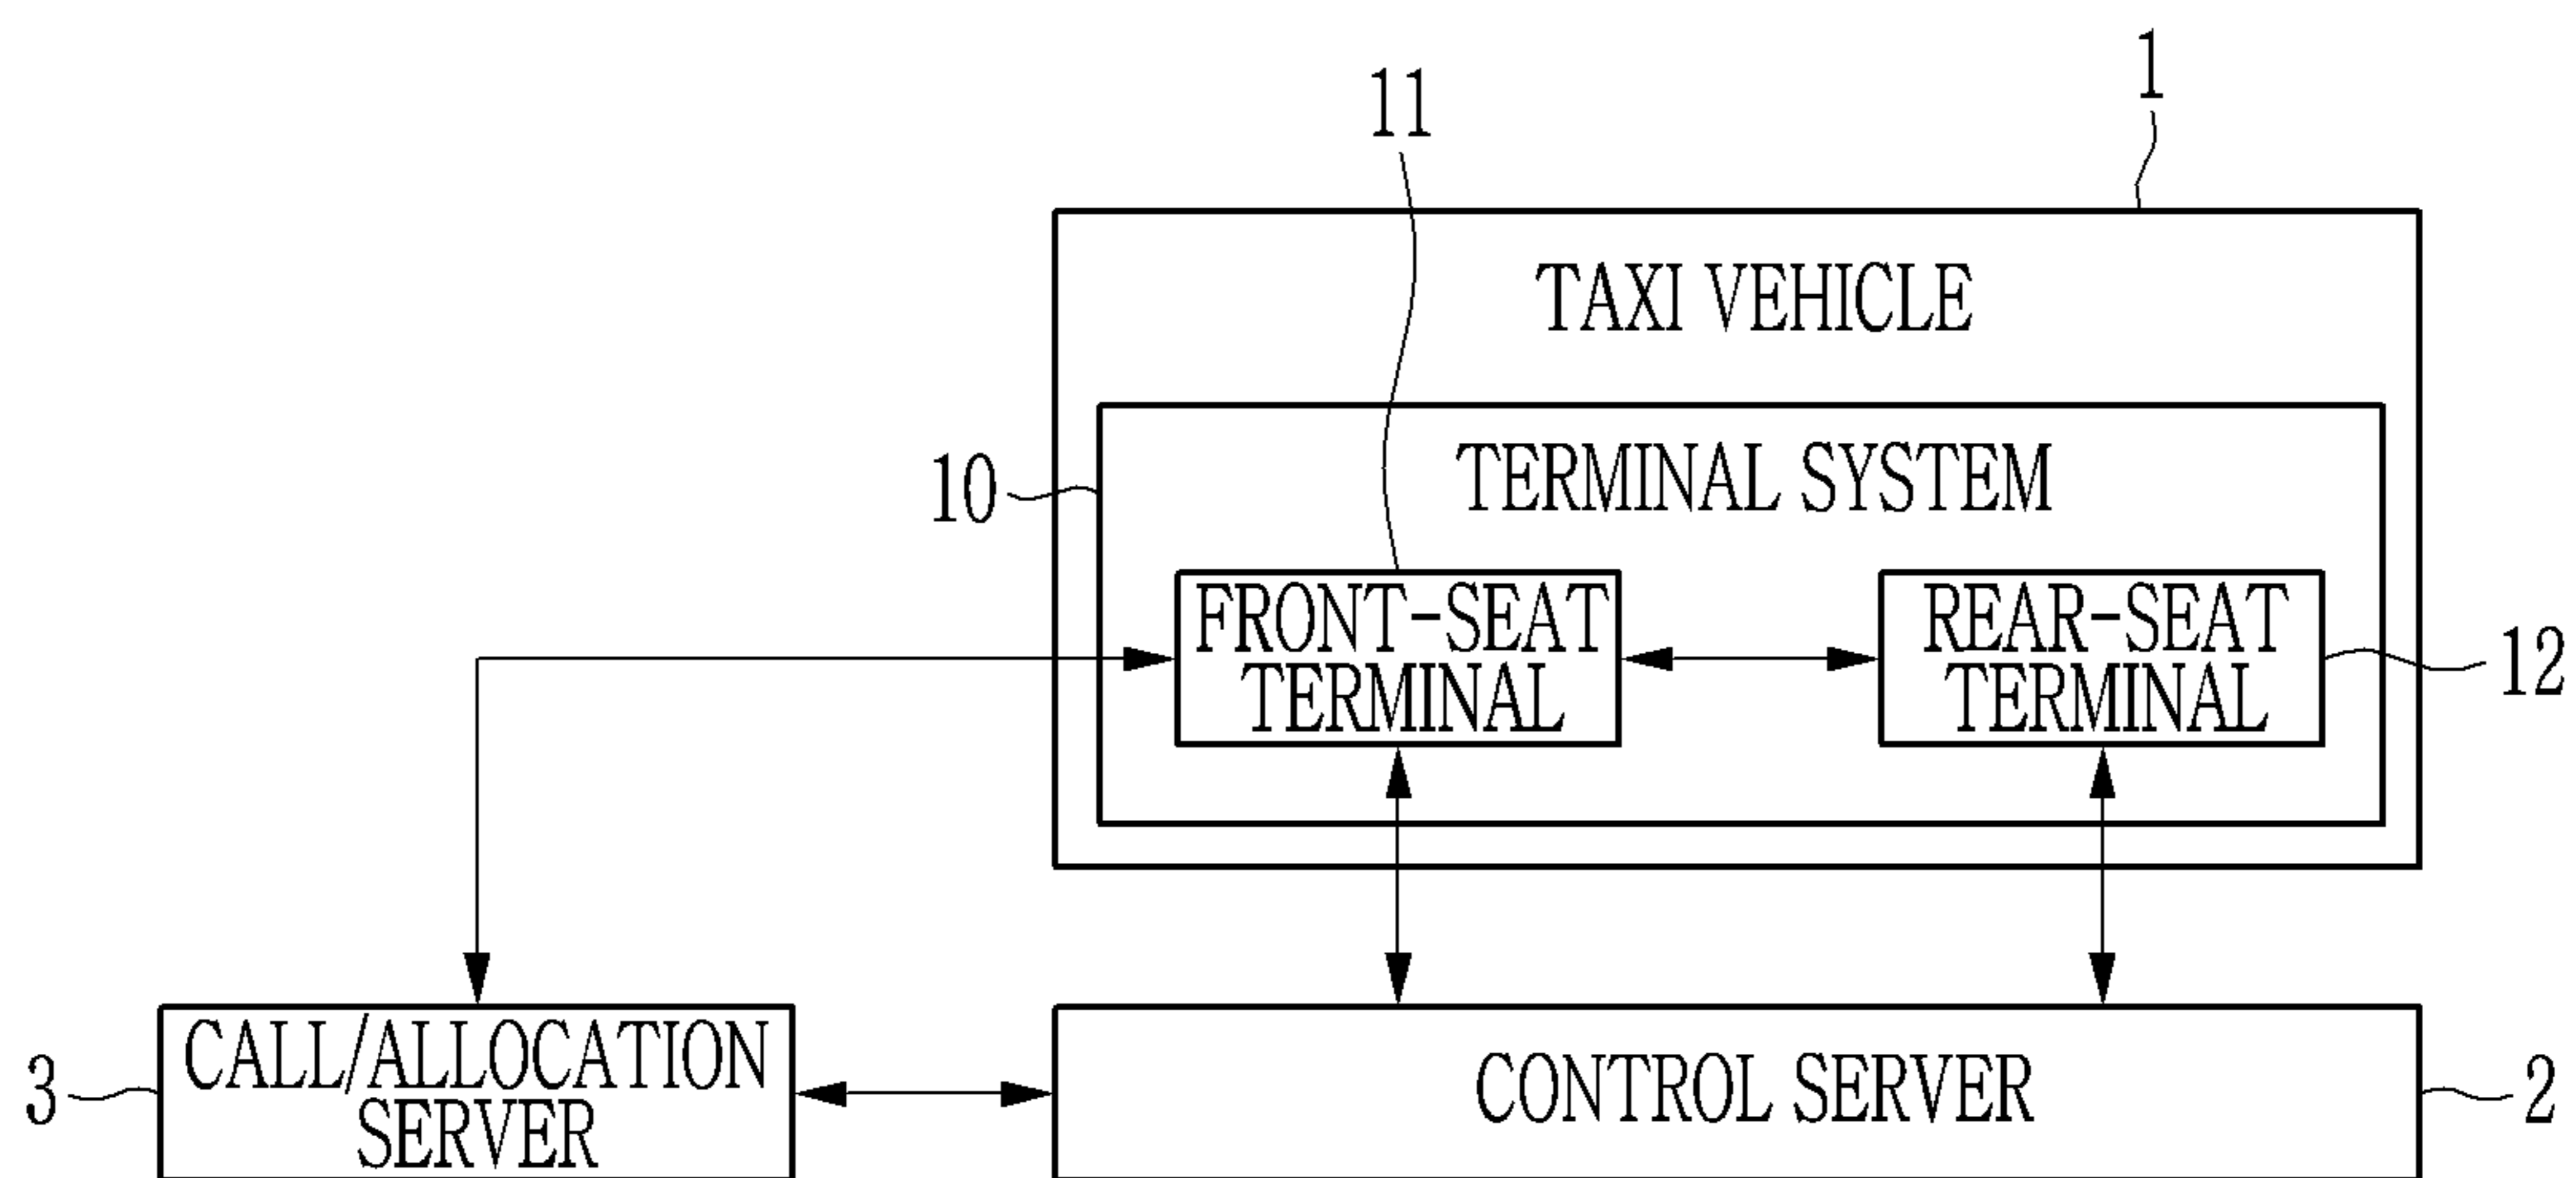 1
11
TAXI VEHICLE
10
TERMINAL SYSTEM
FRONT-SEAT
TERMINAL
REAR-SEAT
TERMINAL
12
3
CALL/ALLOCATION
SERVER
CONTROL SERVER
2